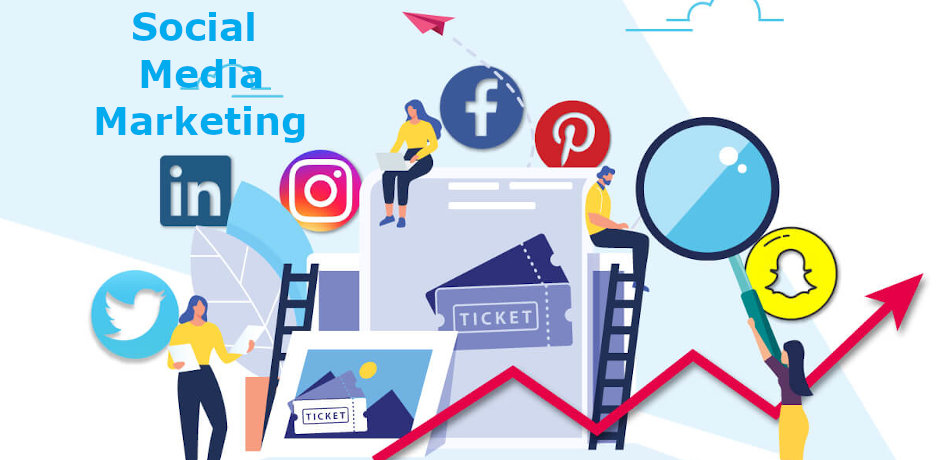 Social
Media
Marketing
in
f
TICKET
TICKET